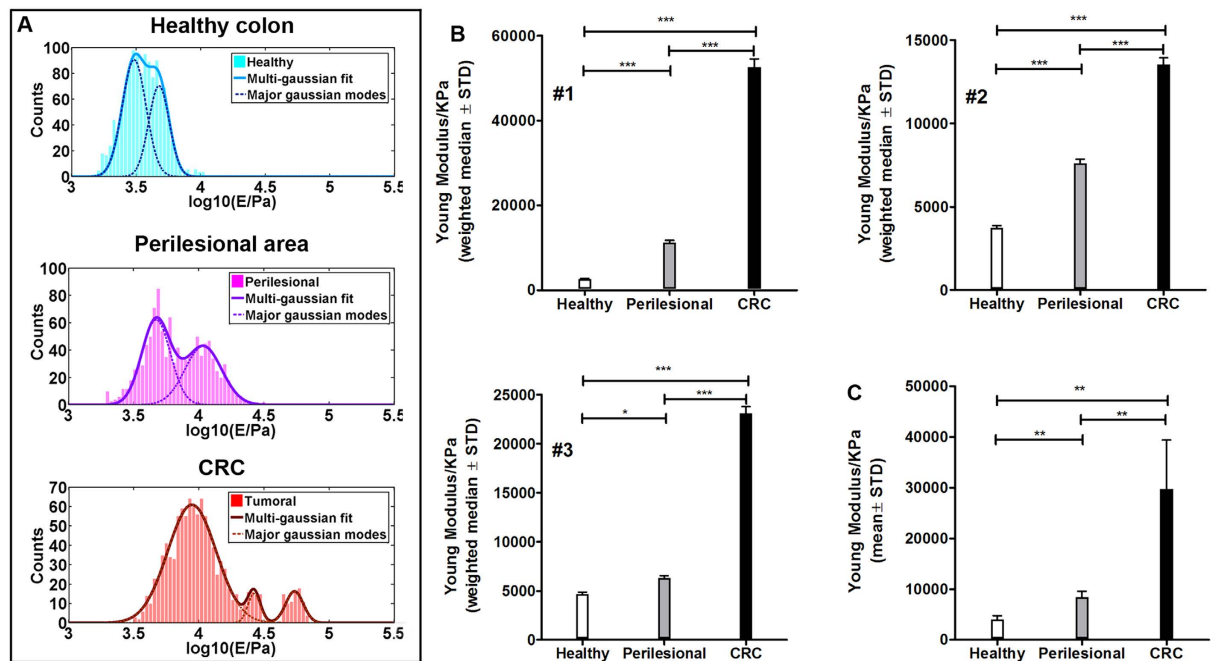 A
Healthy colon
100
80
60
40
20
0
Counts
Healthy
Multi-gaussian fit
Major gaussian modes
3 3.5 4 4.5 5 5.5
log10(E/Pa)
Perilesional area
100
80
60
40
20
0
Counts
Perilesional
Multi-gaussian fit
Major gaussian modes
3 3.5 4 4.5 5 5.5
log10(E/Pa)
CRC
70
60
50
40
30
20
10
0
Counts
Tumoral
Multi-gaussian fit
Major gaussian modes
3 3.5 4 4.5 5 5.5
log10(E/Pa)
B
#1
Young Modulus/KPa
(weighted median ± STD)
60000
40000
20000
0
***
***
***
Healthy Perilesional CRC
#2
Young Modulus/KPa
(weighted median ± STD)
15000
10000
5000
0
***
***
***
Healthy Perilesional CRC
#3
Young Modulus/KPa
(weighted median ± STD)
25000
20000
15000
10000
5000
0
***
***
*
Healthy Perilesional CRC
C
Young Modulus/KPa
(mean± STD)
50000
40000
30000
20000
10000
0
**
**
**
Healthy Perilesional CRC